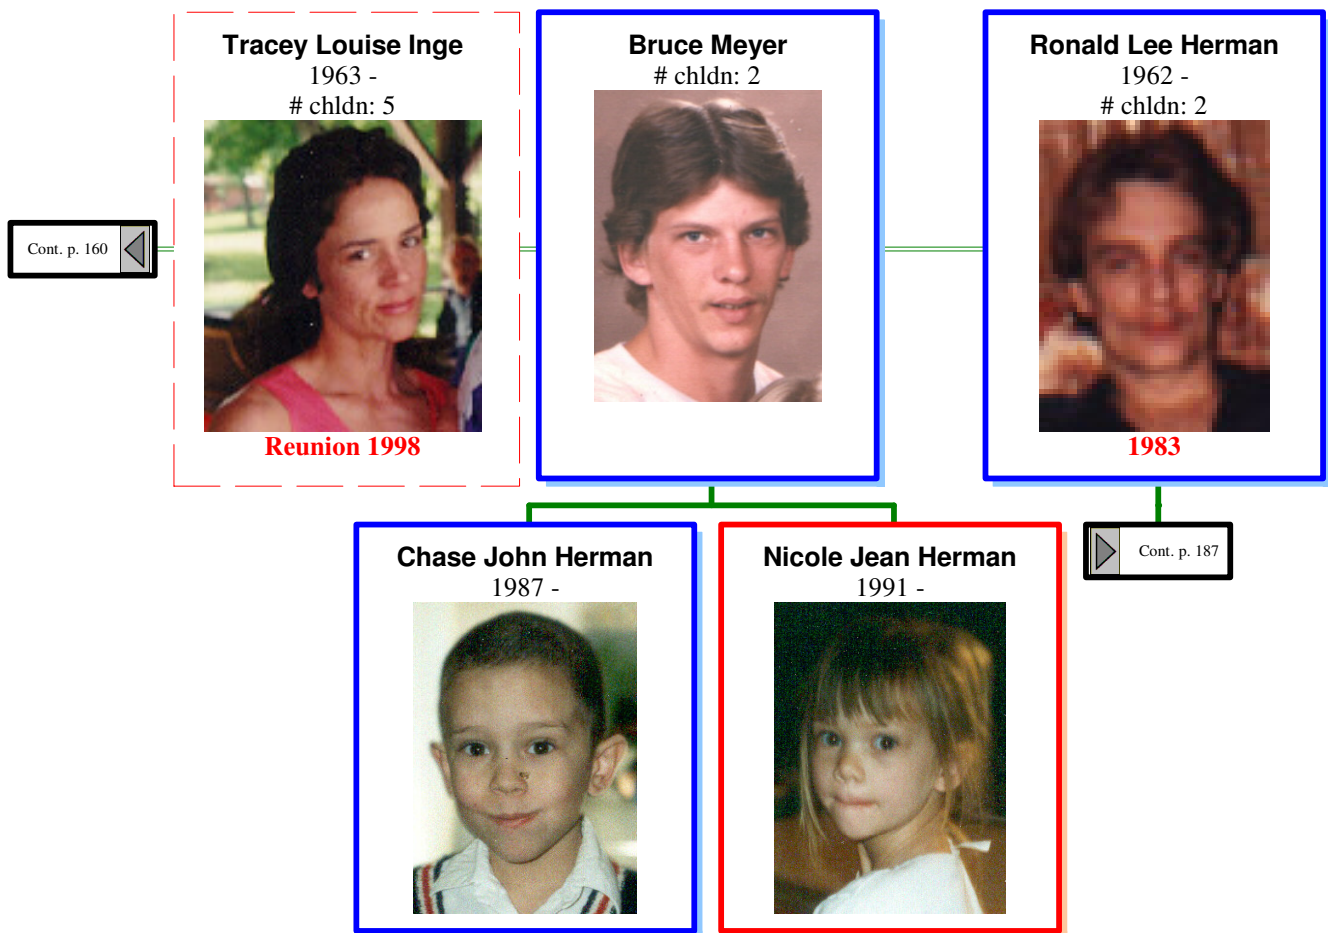 Tracey Louise Inge
1963 -
# chldn: 5
Reunion 1998
Bruce Meyer
# chldn: 2
Ronald Lee Herman
1962 -
# chldn: 2
1983
Cont. p. 160
Cont. p. 187
Chase John Herman
1987 -
Nicole Jean Herman
1991 -